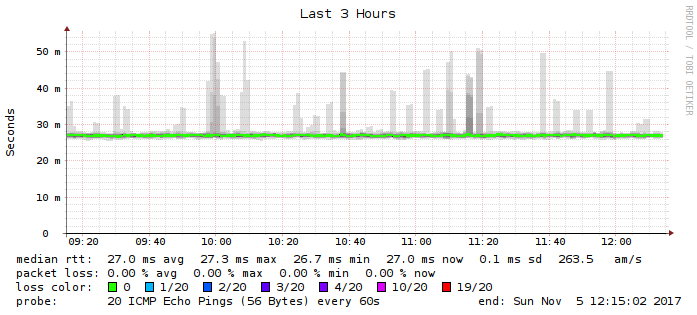 Last 3 Hours
RRDTOOL / TOBI OETIKER
Seconds
50 m
40 m
30 m
20 m
10 m
0
09:20 09:40 10:00 10:20 10:40 11:00 11:20 11:40 12:00
median rtt: 27.0 ms avg 27.3 ms max 26.7 ms min 27.0 ms now 0.1 ms sd 263.5 am/s
packet loss: 0.00 % avg 0.00 % max 0.00 % min 0.00 % now
loss color: 0 1/20 2/20 3/20 4/20 10/20 19/20
probe: 20 ICMP Echo Pings (56 Bytes) every 60s end: Sun Nov 5 12:15:02 2017